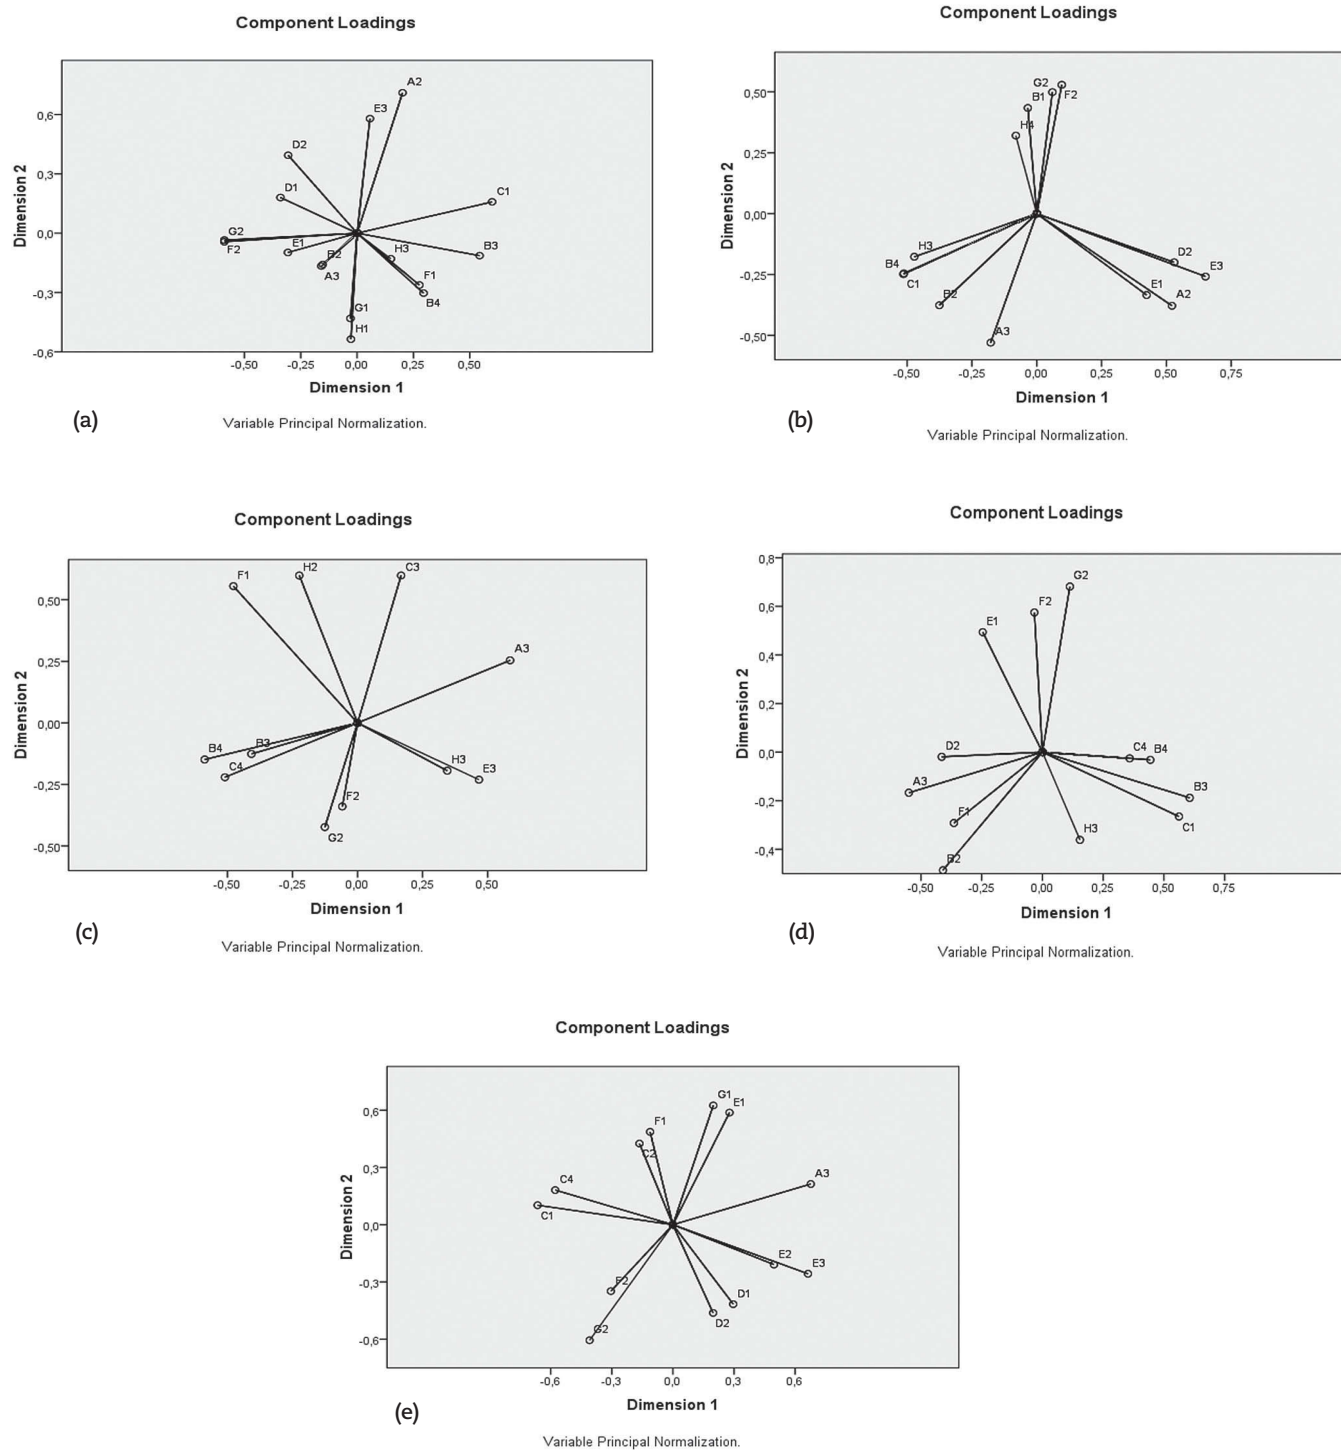 Component Loadings
Dimension 2
0,6
0,3
0,0
-0,3
-0,6
A2
E3
D2
D1
C1
G2
F2
E1
B2
A3
H3
B3
F1
B4
G1
H1
-0,50 -0,25 0,00 0,25 0,50
Dimension 1
(a)
Variable Principal Normalization.
Component Loadings
Dimension 2
0,50
0,25
0,00
-0,25
-0,50
G2
F2
B1
H4
H3
B4
C1
B2
A3
D2
E3
E1
A2
-0,50 -0,25 0,00 0,25 0,50 0,75
Dimension 1
(b)
Variable Principal Normalization.
Component Loadings
Dimension 2
0,50
0,25
0,00
-0,25
-0,50
F1
H2
C3
A3
B4
B3
C4
H3
E3
F2
G2
-0,50 -0,25 0,00 0,25 0,50
Dimension 1
(c)
Variable Principal Normalization.
Component Loadings
Dimension 2
0,8
0,6
0,4
0,2
0,0
-0,2
-0,4
G2
F2
E1
D2
C4
B4
A3
B3
F1
C1
H3
B2
-0,50 -0,25 0,00 0,25 0,50 0,75
Dimension 1
(d)
Variable Principal Normalization.
Component Loadings
Dimension 2
0,6
0,3
0,0
-0,3
-0,6
G1
E1
F1
C2
C4
A3
C1
E2
E3
F2
D1
G2
D2
-0,6 -0,3 0,0 0,3 0,6
Dimension 1
(e)
Variable Principal Normalization.